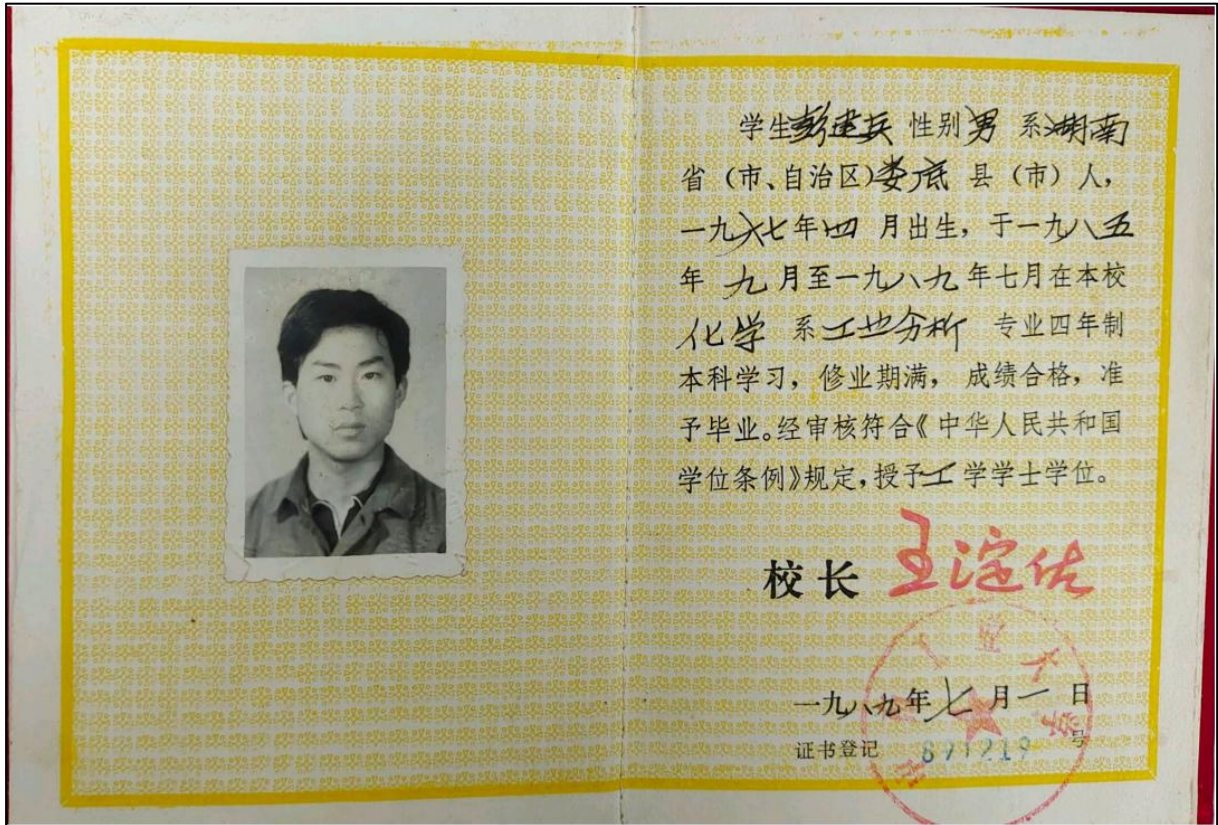 学生彭建兵 性别男 系湖南
省（市、自治区）娄底 县（市）人，
一九六七年四 月出生，于一九八五
年 九月至一九八九年七月在本校
化学 系工业分析 专业四年制
本科学习，修业期满， 成绩合格，准
予毕业。经审核符合《中华人民共和国
学位条例》规定，授予工学学士学位。
校长 王淀佐
一九八九年七月一日
证书登记 891219 号
工业大学